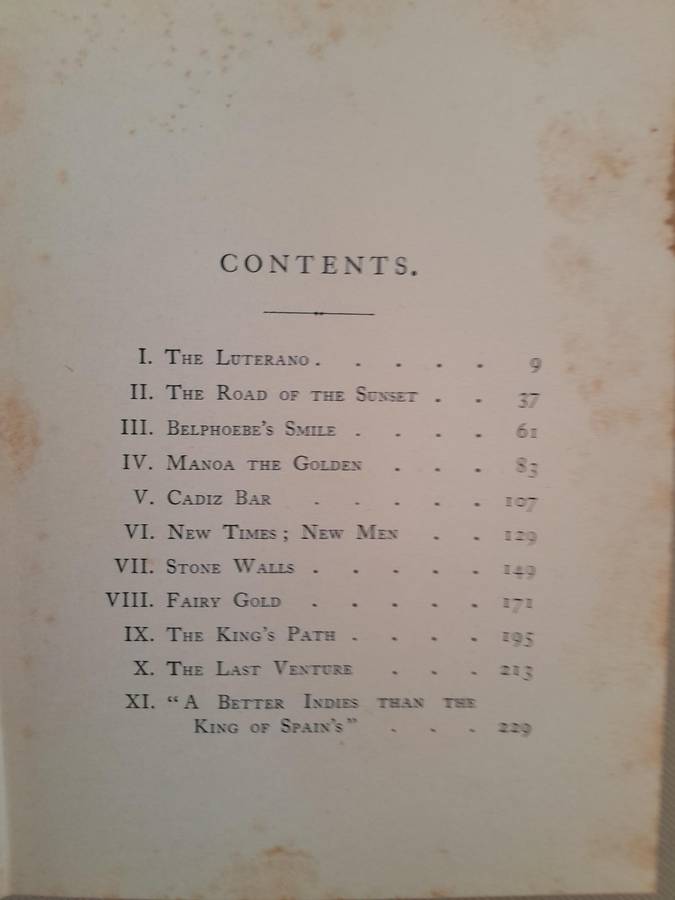 CONTENTS.
I. THE LUTERANO . . . . . 9
II. THE ROAD OF THE SUNSET . . 37
III. BELPHOEBE'S SMILE . . . . 61
IV. MANOA THE GOLDEN . . . 83
V. CADIZ BAR . . . . . 107
VI. NEW TIMES; NEW MEN . . 129
VII. STONE WALLS . . . . . 149
VIII. FAIRY GOLD . . . . . 171
IX. THE KING'S PATH . . . . 195
X. THE LAST VENTURE . . . 213
XI. "A BETTER INDIES THAN THE
KING OF SPAIN'S" . . . 229